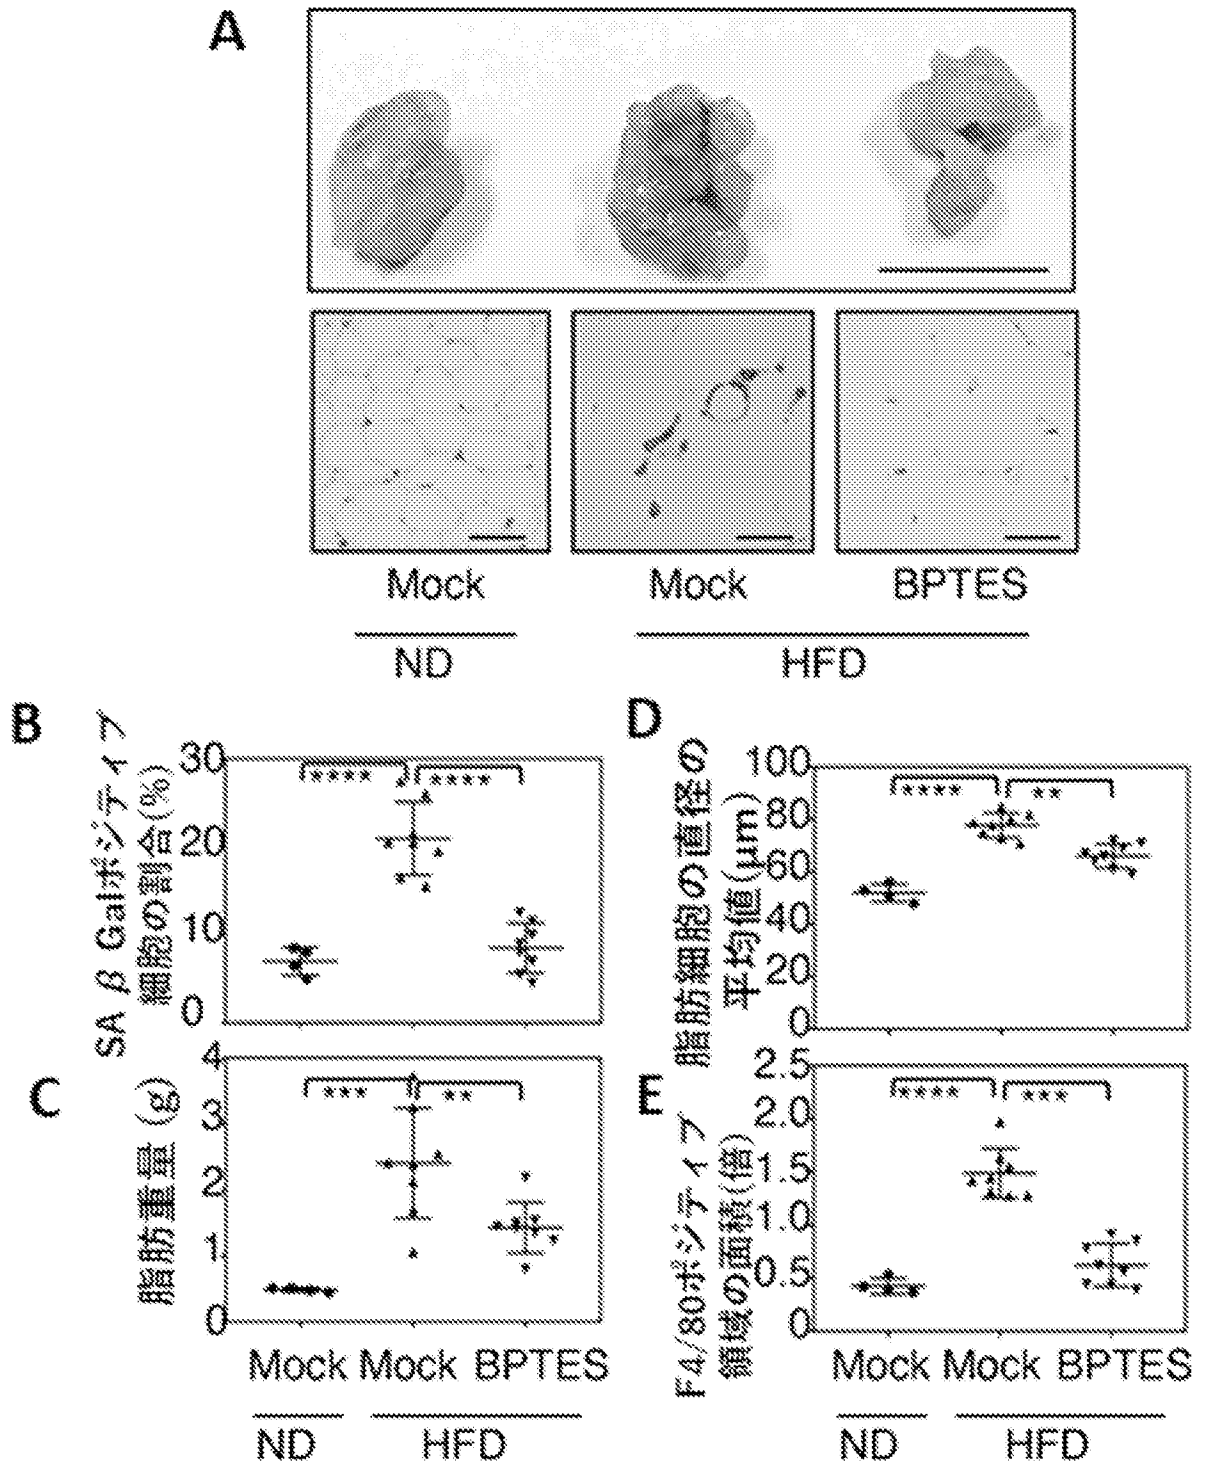 A
Mock
Mock
BPTES
ND
HFD
B
SA β Galポジティブ
細胞の割合(%)
30
20
10
0
****
****
C
脂肪重量 (g)
4
3
2
1
0
***
**
Mock
Mock
BPTES
ND
HFD
D
脂肪細胞の直径の
平均値(μm)
100
80
60
40
20
0
****
**
E
F4/80ポジティブ
領域の面積(倍)
2.5
2.0
1.5
1.0
0.5
0
****
***
Mock
Mock
BPTES
ND
HFD